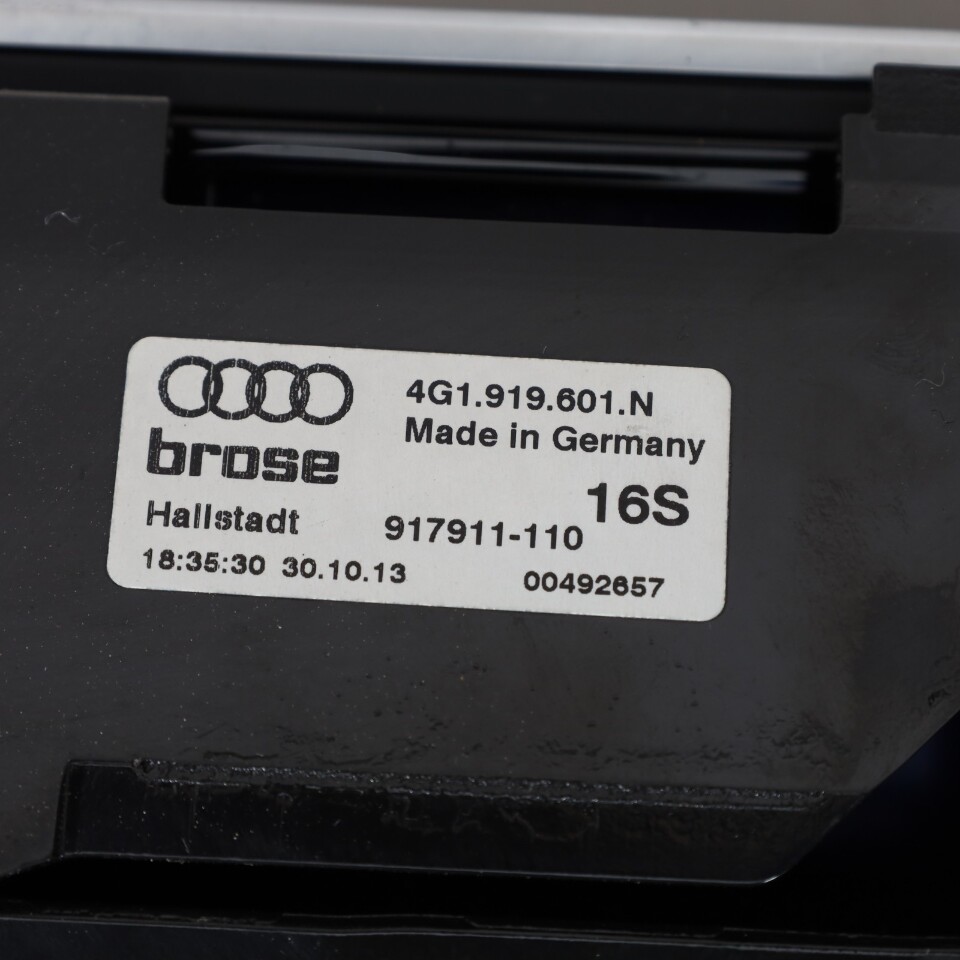 4G1.919.601.N
Made in Germany
brose
16S
Hallstadt
917911-110
18:35:30 30.10.13
00492657